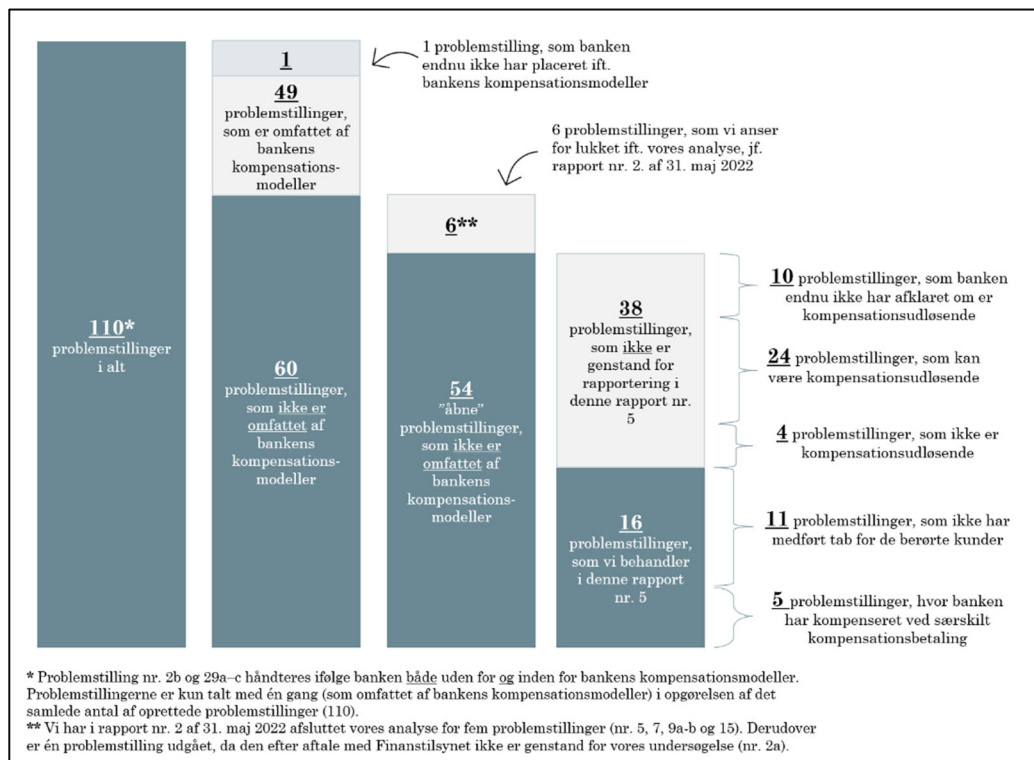 110*
problemstillinger
i alt
1
49
problemstillinger,
som er omfattet af
bankens
kompensations-
modeller
60
problemstillinger,
som ikke er
omfattet af
bankens
kompensations-
modeller
1 problemstilling, som banken
endnu ikke har placeret ift.
bankens kompensationsmodeller
6**
54
”åbne”
problemstillinger,
som ikke er
omfattet af
bankens
kompensations-
modeller
6 problemstillinger, som vi anser
for lukket ift. vores analyse, jf.
rapport nr. 2. af 31. maj 2022
38
problemstillinger,
som ikke er
genstand for
rapportering i
denne rapport nr.
5
16
problemstillinger,
som vi behandler
i denne rapport
nr. 5
10 problemstillinger, som banken
endnu ikke har afklaret om er
kompensationsudløsende
24 problemstillinger, som kan
være kompensationsudløsende
4 problemstillinger, som ikke er
kompensationsudløsende
11 problemstillinger, som ikke har
medført tab for de berørte kunder
5 problemstillinger, hvor banken
har kompenseret ved særskilt
kompensationsbetaling
* Problemstilling nr. 2b og 29a–c håndteres ifølge banken både uden for og inden for bankens kompensationsmodeller.
Problemstillingerne er kun talt med én gang (som omfattet af bankens kompensationsmodeller) i opgørelsen af det
samlede antal af oprettede problemstillinger (110).
** Vi har i rapport nr. 2 af 31. maj 2022 afsluttet vores analyse for fem problemstillinger (nr. 5, 7, 9a-b og 15). Derudover
er én problemstilling udgået, da den efter aftale med Finanstilsynet ikke er genstand for vores undersøgelse (nr. 2a).